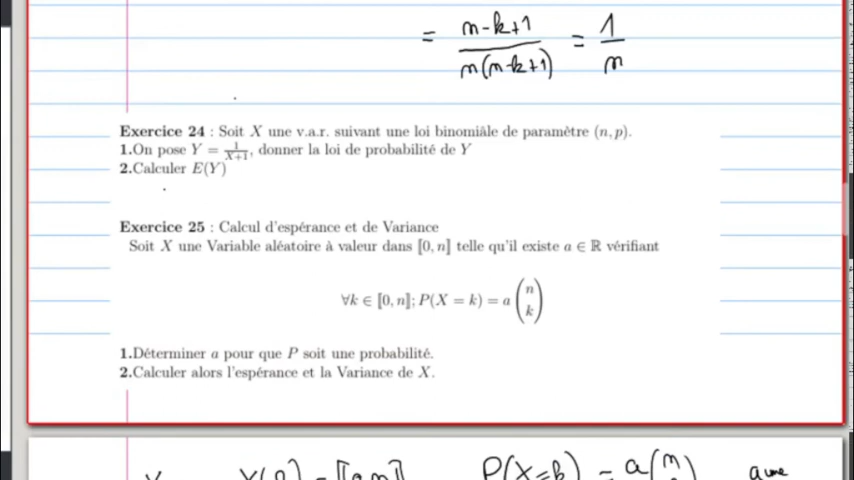 = n-k+1 / n(n-k+1) = 1/n
Exercice 24 : Soit X une v.a.r. suivant une loi binomiâle de paramètre (n, p).
1.On pose Y = 1/(X+1), donner la loi de probabilité de Y
2.Calculer E(Y)
Exercice 25 : Calcul d'espérance et de Variance
Soit X une Variable aléatoire à valeur dans ⟦0, n⟧ telle qu'il existe a ∈ ℝ vérifiant
∀k ∈ ⟦0, n⟧; P(X = k) = a (n k)
1.Déterminer a pour que P soit une probabilité.
2.Calculer alors l'espérance et la Variance de X.
P(X=k) = a(n